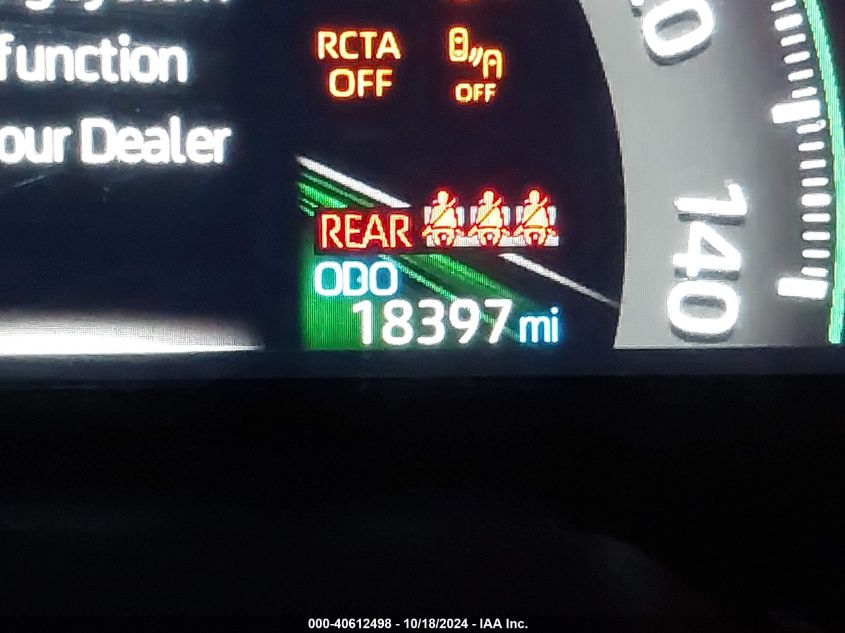 function
our Dealer
RCTA
OFF
OFF
REAR
ODO
18397 mi
140
000-40612498 - 10/18/2024 - IAA Inc.